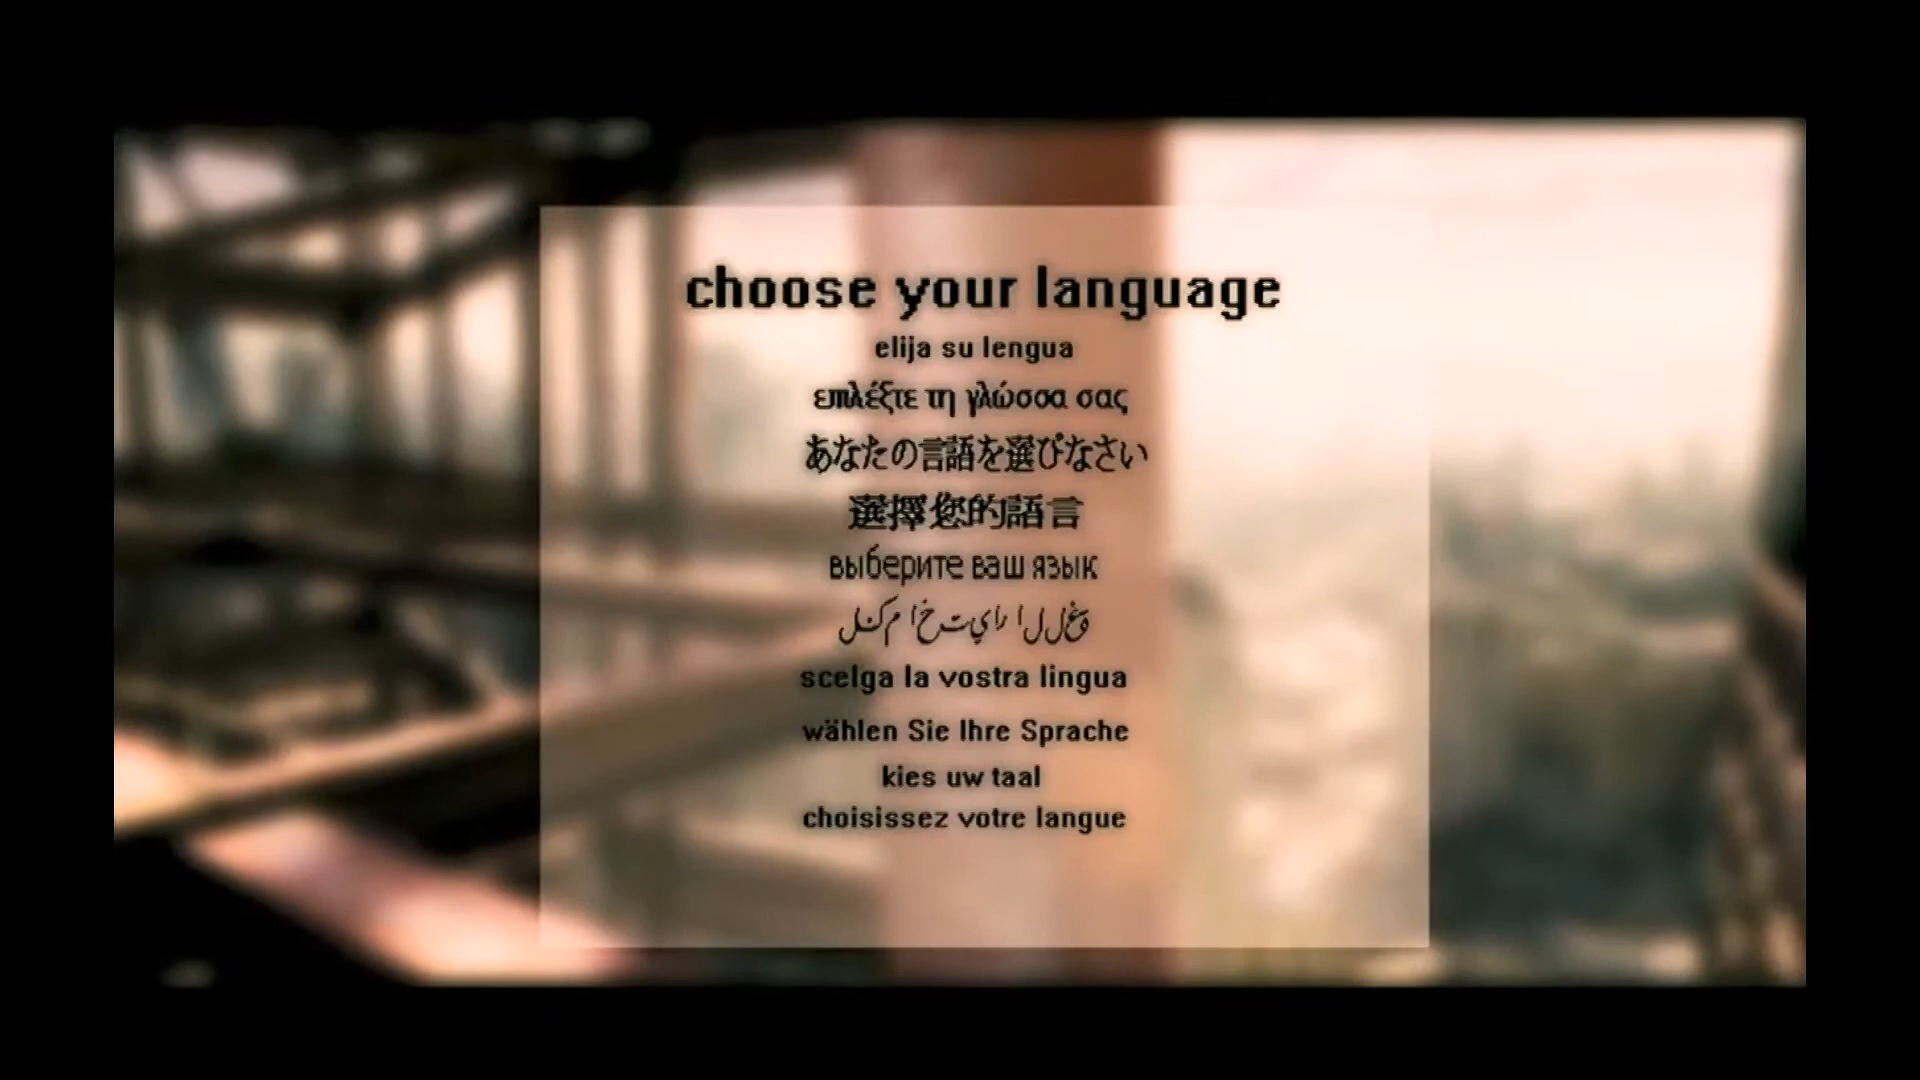 choose your language
elija su lengua
επιλέξτε τη γλώσσα σας
あなたの言語を選びなさい
選擇您的語言
выберите ваш язык
اختيار اللغة
scelga la vostra lingua
wählen Sie Ihre Sprache
kies uw taal
choisissez votre langue